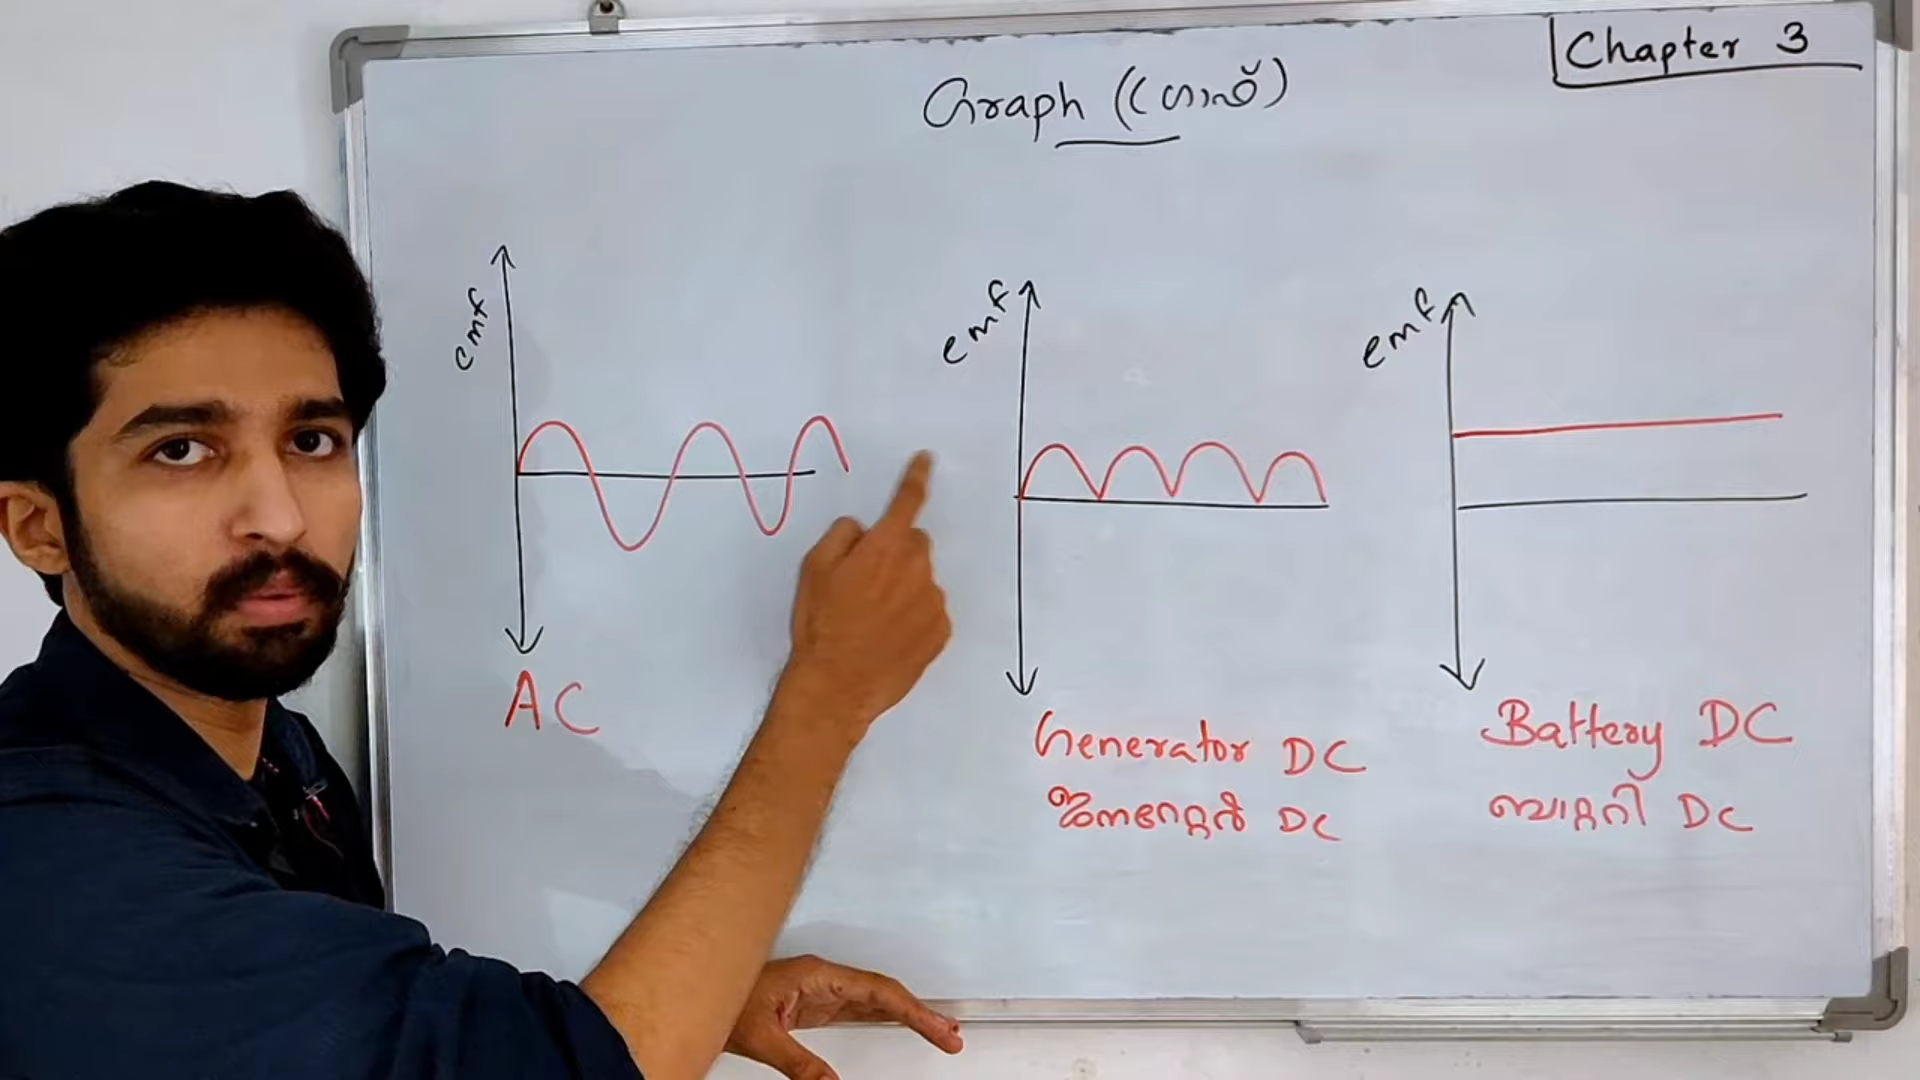 Chapter 3
Graph (ഗ്രാഫ്)
emf
emf
emf
AC
Generator DC
ജനറേറ്റർ DC
Battery DC
ബാറ്ററി DC